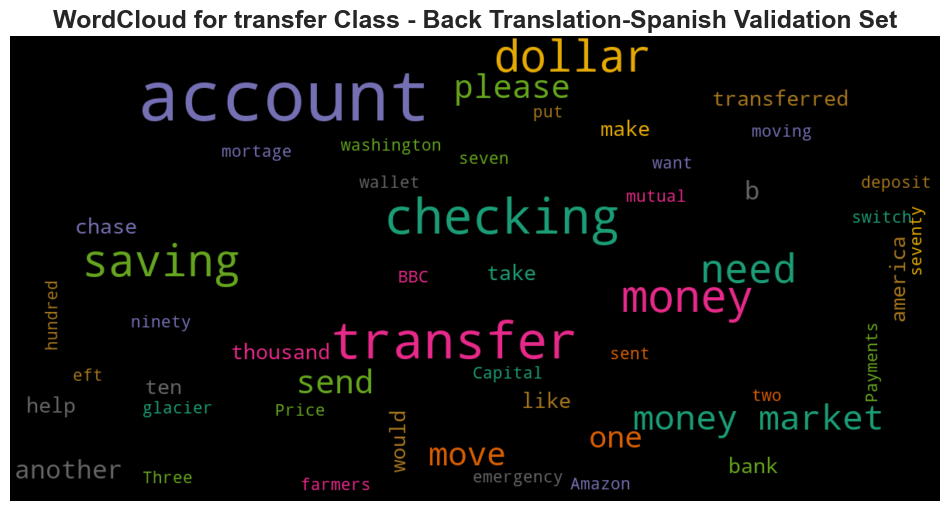 WordCloud for transfer Class - Back Translation-Spanish Validation Set
dollar
account
please
transferred
put
make
moving
washington
mortage
seven
want
wallet
deposit
b
mutual
checking
switch
chase
seventy
saving
america
need
take
BBC
money
hundred
ninety
transfer
thousand
sent
Payments
Capital
eft
send
ten
two
help
glacier
Price
like
money market
would
one
move
another
bank
Three
emergency
farmers
Amazon